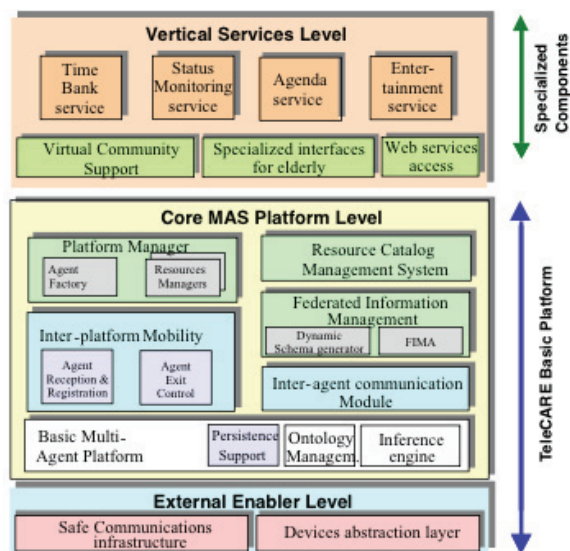 Vertical Services Level
Time
Bank
service
Status
Monitoring
service
Agenda
service
Enter-
tainment
service
Virtual Community
Support
Specialized interfaces
for elderly
Web services
access
Specialized
Components
Core MAS Platform Level
Platform Manager
Agent
Factory
Resources
Managers
Resource Catalog
Management System
Federated Information
Management
Dynamic
Schema generator
FIMA
Inter-platform Mobility
Agent
Reception &
Registration
Agent
Exit
Control
Inter-agent communication
Module
Basic Multi-
Agent Platform
Persistence
Support
Ontology
Managem.
Inference
engine
TeleCARE Basic Platform
External Enabler Level
Safe Communications
infrastructure
Devices abstraction layer